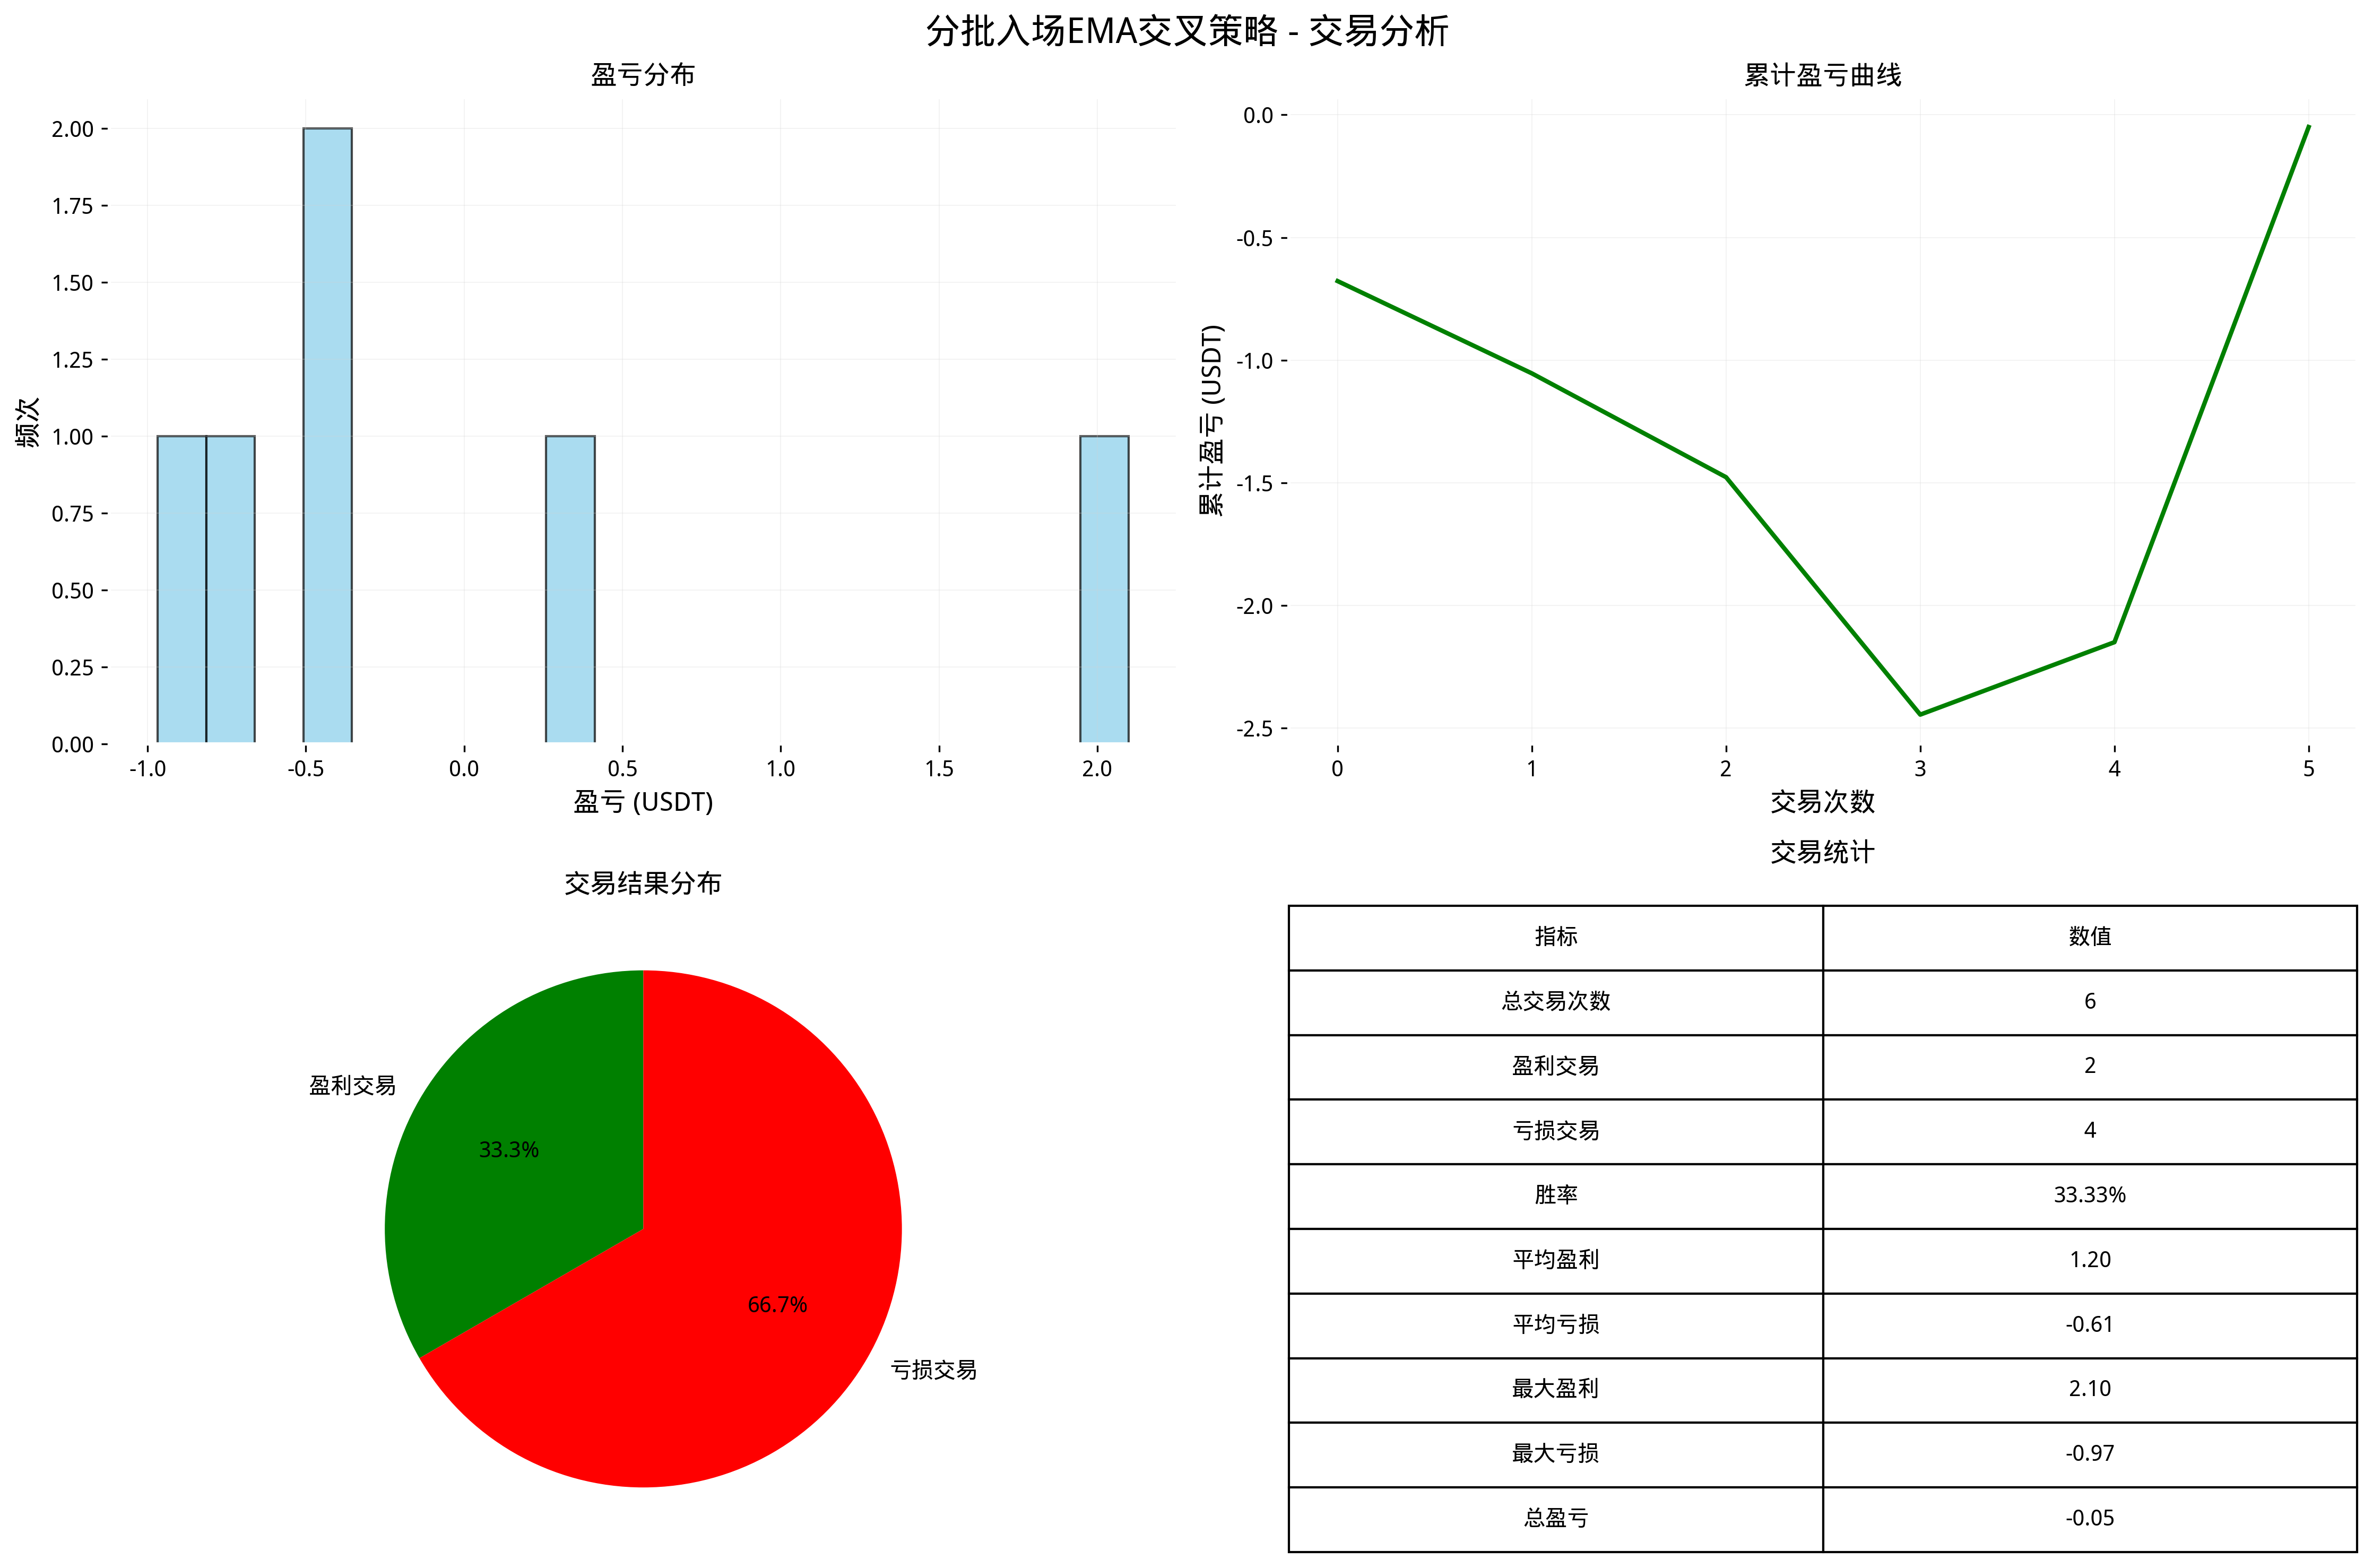 分批入场EMA交叉策略 - 交易分析
盈亏分布
2.00
1.75
1.50
1.25
1.00
0.75
0.50
0.25
0.00
频次
-1.0 -0.5 0.0 0.5 1.0 1.5 2.0
盈亏 (USDT)
累计盈亏曲线
0.0
-0.5
-1.0
-1.5
-2.0
-2.5
累计盈亏 (USDT)
0 1 2 3 4 5
交易次数
交易结果分布
盈利交易
33.3%
66.7%
亏损交易
交易统计
指标 数值
总交易次数 6
盈利交易 2
亏损交易 4
胜率 33.33%
平均盈利 1.20
平均亏损 -0.61
最大盈利 2.10
最大亏损 -0.97
总盈亏 -0.05